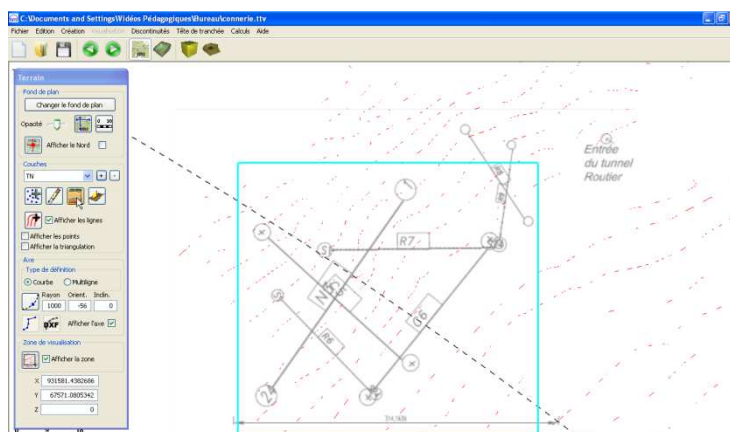 C:\Documents and Settings\Vidéos Pédagogiques\Bureau\connerie.ttv
Fichier Edition Création Visualisation Discontinuités Tête de tranchée Calculs Aide
Terrain
Fond de plan
Changer le fond de plan
Opacité
Afficher le Nord
Couches
TN
Afficher les lignes
Afficher les points
Afficher la triangulation
Axe
Type de définition
Courbe Multiligne
Rayon Orient. Indin.
1000 -56 0
DXF Afficher l'axe
Zone de visualisation
Afficher la zone
X 931581.4382686
Y 67571.0805342
Z 0
Entrée
du tunnel
Routier
R7
R6